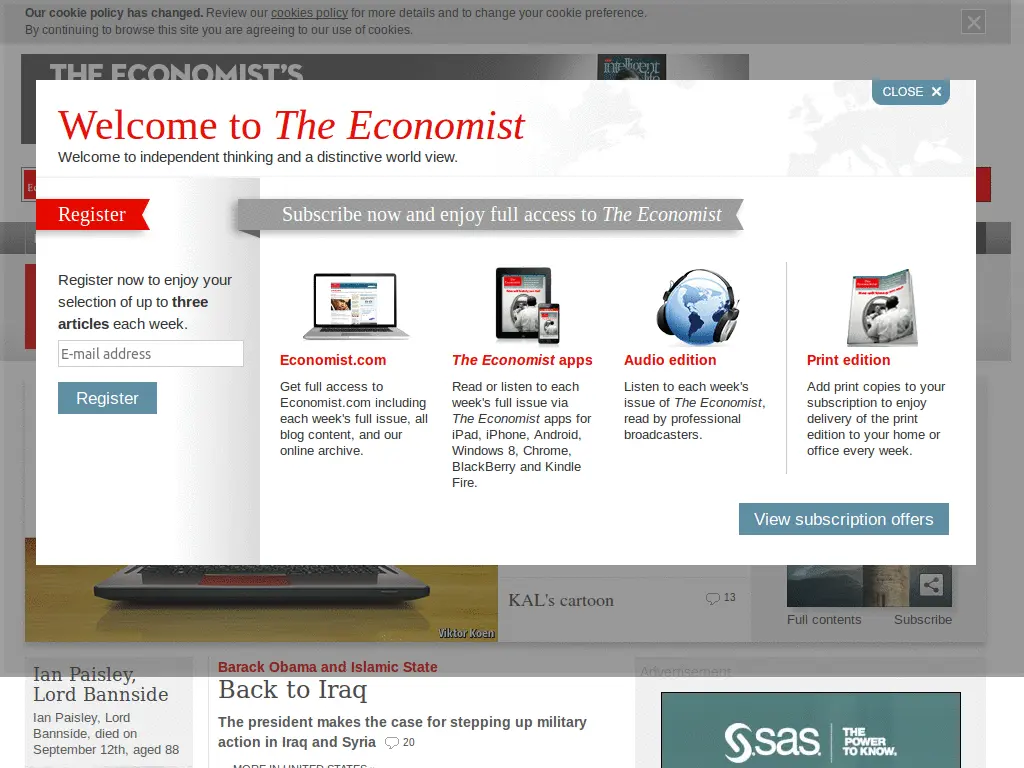 Our cookie policy has changed. Review our cookies policy for more details and to change your cookie preference.
By continuing to browse this site you are agreeing to our use of cookies.
THE ECONOMIST'S
intelligent
life
CLOSE ×
Welcome to The Economist
Welcome to independent thinking and a distinctive world view.
Register
Subscribe now and enjoy full access to The Economist
Register now to enjoy your
selection of up to three
articles each week.
E-mail address
Register
Economist.com
Get full access to
Economist.com including
each week's full issue, all
blog content, and our
online archive.
The Economist apps
Read or listen to each
week's full issue via
The Economist apps for
iPad, iPhone, Android,
Windows 8, Chrome,
BlackBerry and Kindle
Fire.
Audio edition
Listen to each week's
issue of The Economist,
read by professional
broadcasters.
Print edition
Add print copies to your
subscription to enjoy
delivery of the print
edition to your home or
office every week.
View subscription offers
Viktor Koen
KAL's cartoon
13
Full contents
Subscribe
Ian Paisley,
Lord Bannside
Ian Paisley, Lord
Bannside, died on
September 12th, aged 88
Barack Obama and Islamic State
Back to Iraq
The president makes the case for stepping up military
action in Iraq and Syria 20
MORE IN UNITED STATES
Advertisement
sas
THE
POWER
TO KNOW.